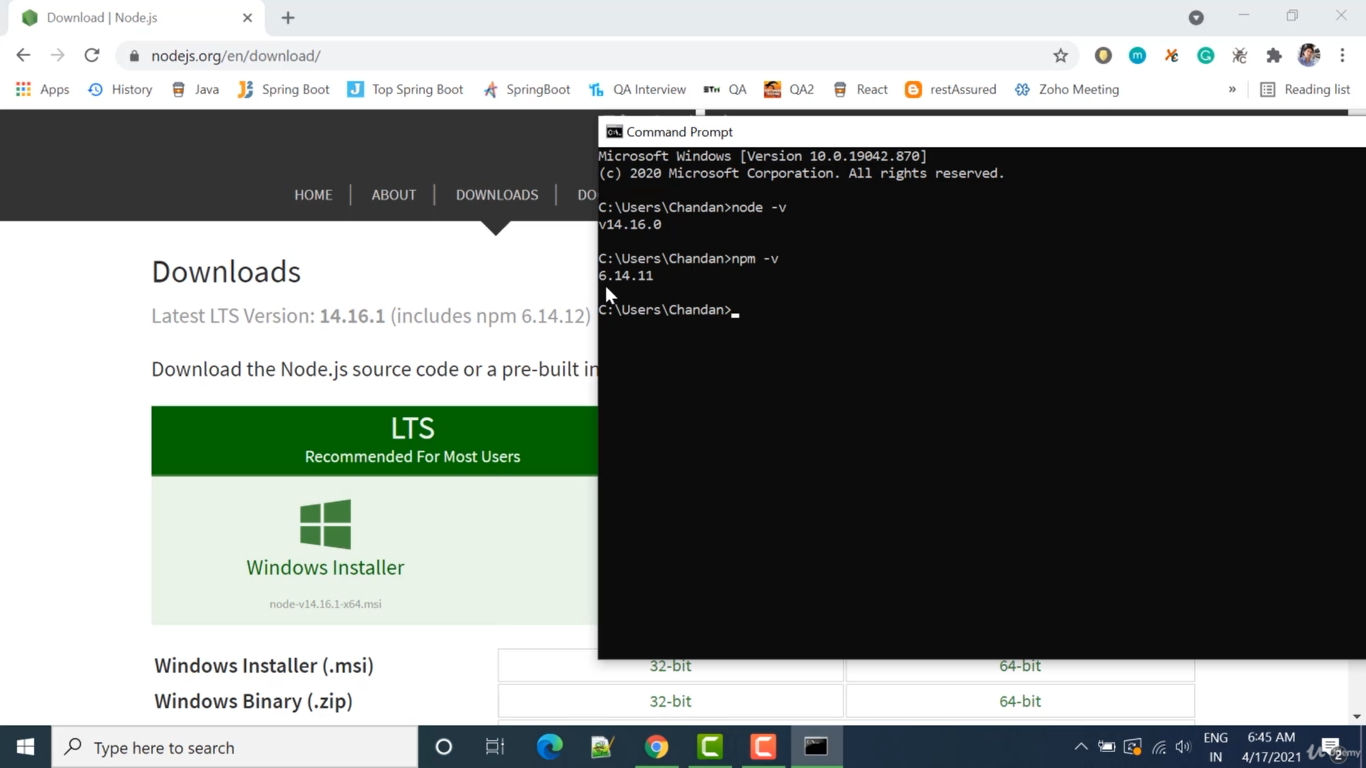 Download | Node.js
nodejs.org/en/download/
Apps
History
Java
Spring Boot
Top Spring Boot
SpringBoot
QA Interview
STH
QA
QA2
React
restAssured
Zoho Meeting
»
Reading list
HOME
ABOUT
DOWNLOADS
DO
Downloads
Latest LTS Version: 14.16.1 (includes npm 6.14.12)
Download the Node.js source code or a pre-built in
LTS
Recommended For Most Users
Windows Installer
node-v14.16.1-x64.msi
Windows Installer (.msi)
32-bit
64-bit
Windows Binary (.zip)
32-bit
64-bit
Command Prompt
Microsoft Windows [Version 10.0.19042.870]
(c) 2020 Microsoft Corporation. All rights reserved.
C:\Users\Chandan>node -v
v14.16.0
C:\Users\Chandan>npm -v
6.14.11
C:\Users\Chandan>
Type here to search
ENG
IN
6:45 AM
4/17/2021
2